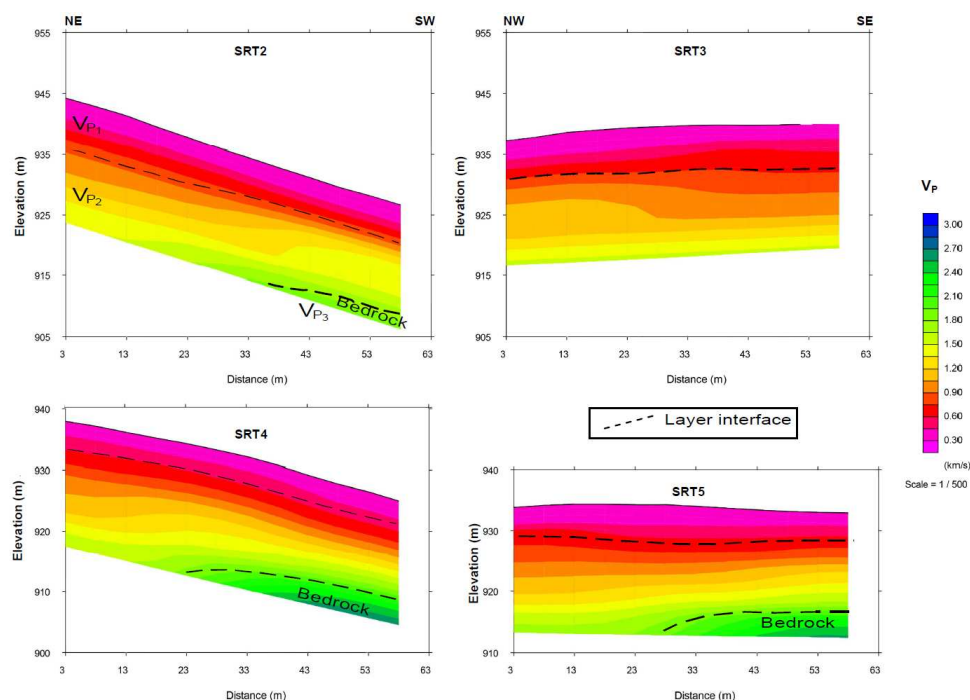 NE SW
SRT2
955
945
935
925
915
905
Elevation (m)
VP1
VP2
VP3
Bedrock
3 13 23 33 43 53 63
Distance (m)
NW SE
SRT3
955
945
935
925
915
905
Elevation (m)
3 13 23 33 43 53 63
Distance (m)
VP
3.00
2.70
2.40
2.10
1.80
1.50
1.20
0.90
0.60
0.30
(km/s)
Scale = 1 / 500
SRT4
940
930
920
910
900
Elevation (m)
Bedrock
3 13 23 33 43 53 63
Distance (m)
Layer interface
SRT5
940
930
920
910
Elevation (m)
Bedrock
3 13 23 33 43 53 63
Distance (m)